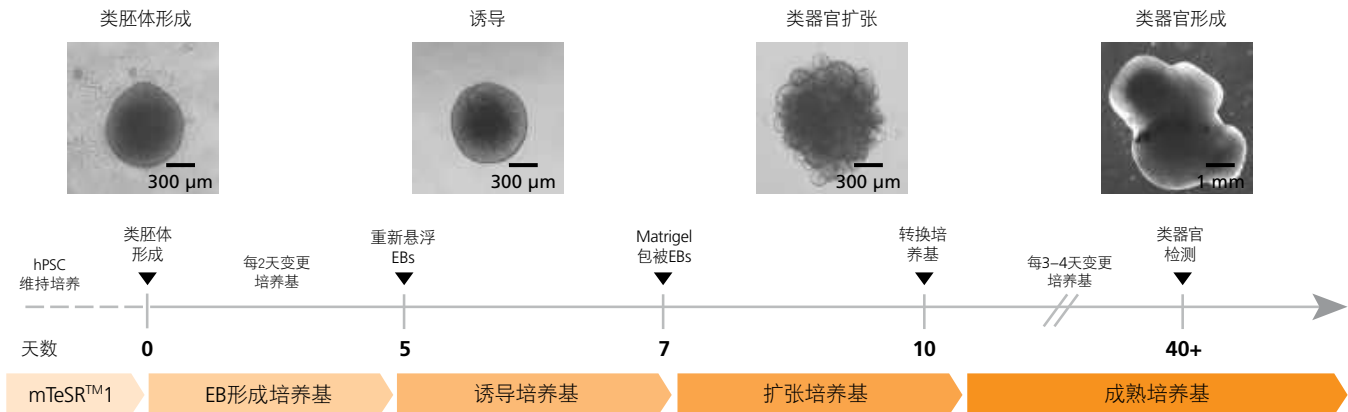 类胚体形成
诱导
类器官扩张
类器官形成
300 µm
300 µm
300 µm
1 mm
hPSC
维持培养
类胚体
形成
每2天变更
培养基
重新悬浮
EBs
Matrigel
包被EBs
转换培
养基
每3–4天变更
培养基
类器官
检测
天数
0
5
7
10
40+
mTeSR™1
EB形成培养基
诱导培养基
扩张培养基
成熟培养基